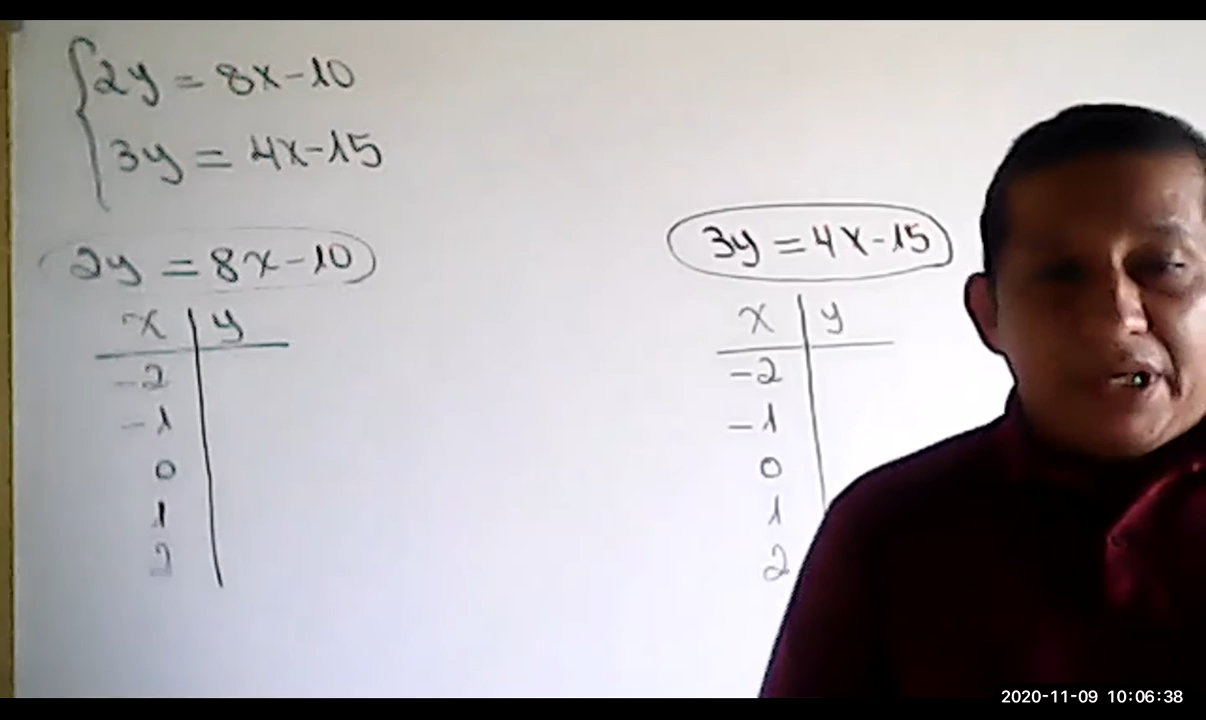 2y = 8x-10
3y = 4x-15
2y = 8x-10
x y
-2
-1
0
1
2
3y = 4x-15
x y
-2
-1
0
1
2
2020-11-09 10:06:38